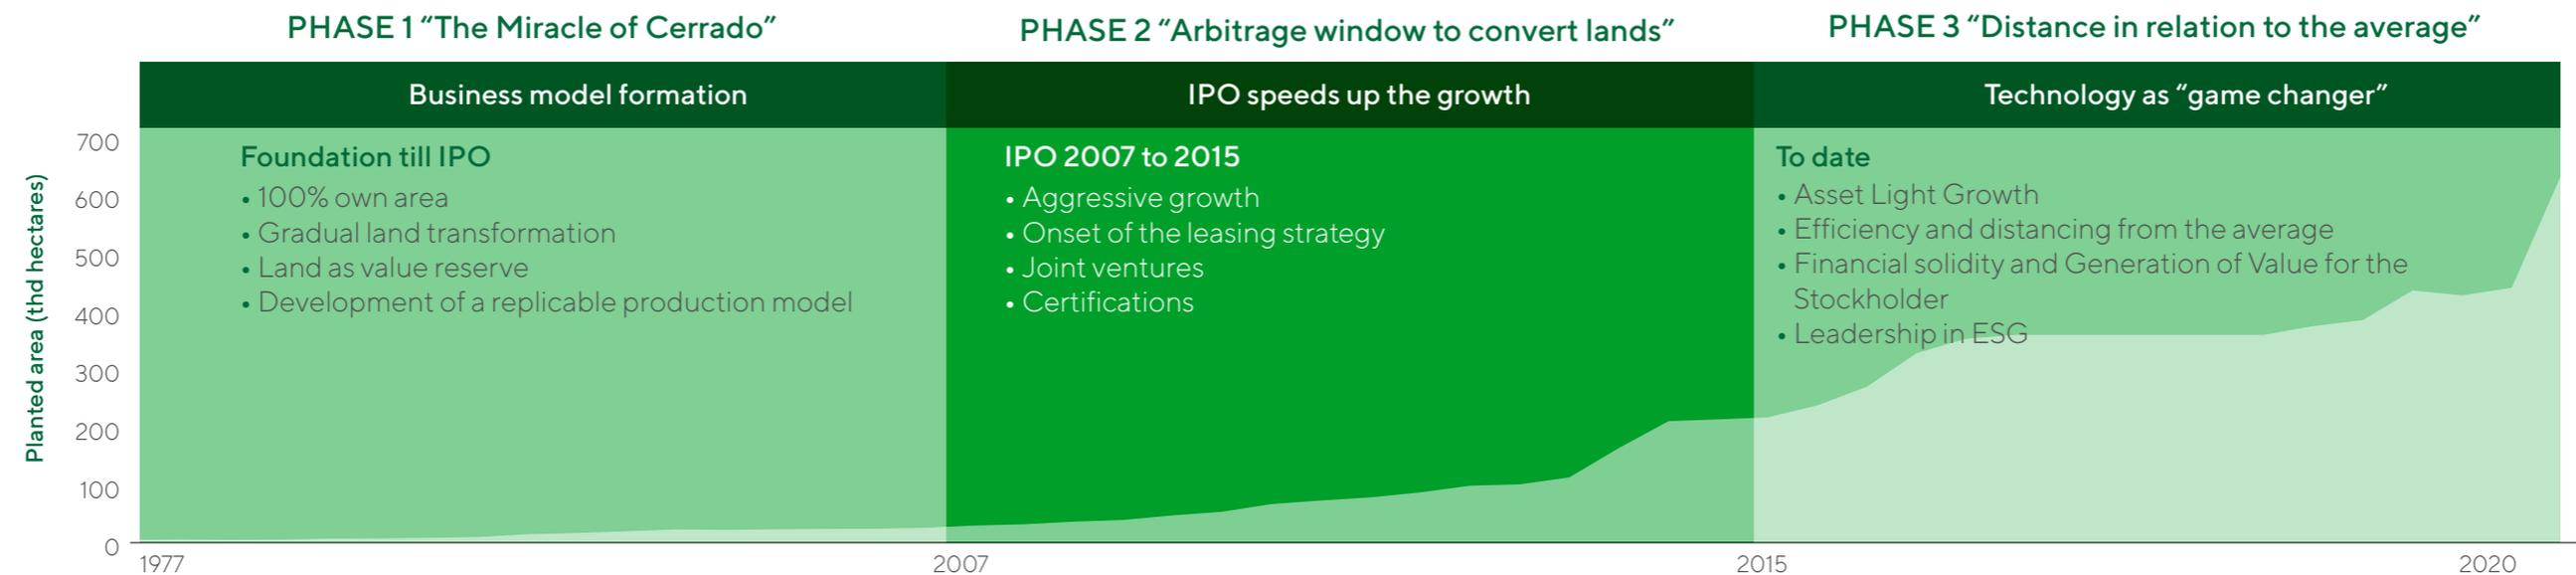 PHASE 1 “The Miracle of Cerrado”
PHASE 2 “Arbitrage window to convert lands”
PHASE 3 “Distance in relation to the average”
Business model formation
IPO speeds up the growth
Technology as “game changer”
Planted area (thd hectares)
700
600
500
400
300
200
100
0
Foundation till IPO
• 100% own area
• Gradual land transformation
• Land as value reserve
• Development of a replicable production model
IPO 2007 to 2015
• Aggressive growth
• Onset of the leasing strategy
• Joint ventures
• Certifications
To date
• Asset Light Growth
• Efficiency and distancing from the average
• Financial solidity and Generation of Value for the
Stockholder
• Leadership in ESG
1977
2007
2015
2020